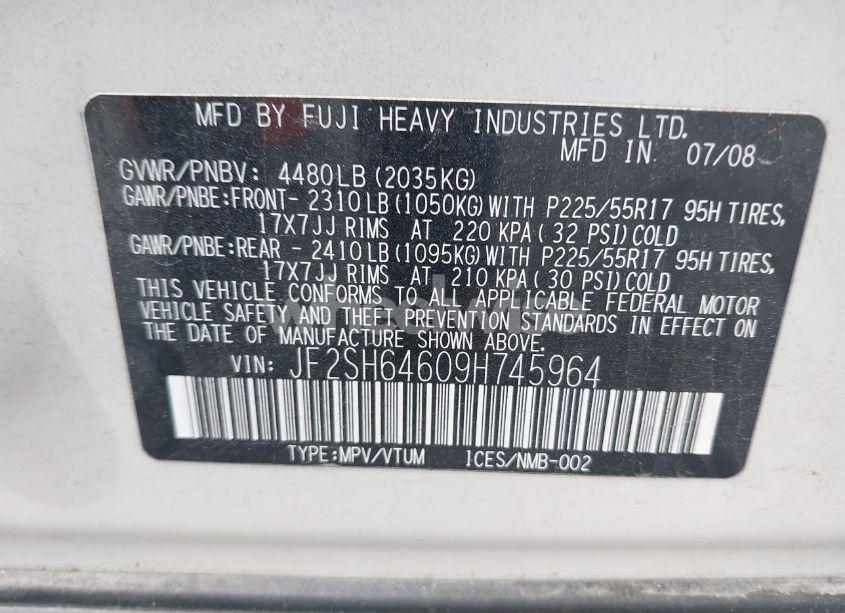 MFD BY FUJI HEAVY INDUSTRIES LTD.
MFD IN 07/08
GVWR/PNBV: 4480LB (2035KG)
GAWR/PNBE:FRONT- 2310LB(1050KG)WITH P225/55R17 95H TIRES,
17X7JJ RIMS AT 220 KPA( 32 PSI)COLD
GAWR/PNBE:REAR - 2410LB(1095KG)WITH P225/55R17 95H TIRES,
17X7JJ RIMS AT 210 KPA( 30 PSI)COLD
THIS VEHICLE CONFORMS TO ALL APPLICABLE FEDERAL MOTOR
VEHICLE SAFETY AND THEFT PREVENTION STANDARDS IN EFFECT ON
THE DATE OF MANUFACTURE SHOWN ABOVE.
VIN: JF2SH64609H745964
TYPE:MPV/VTUM ICES/NMB-002